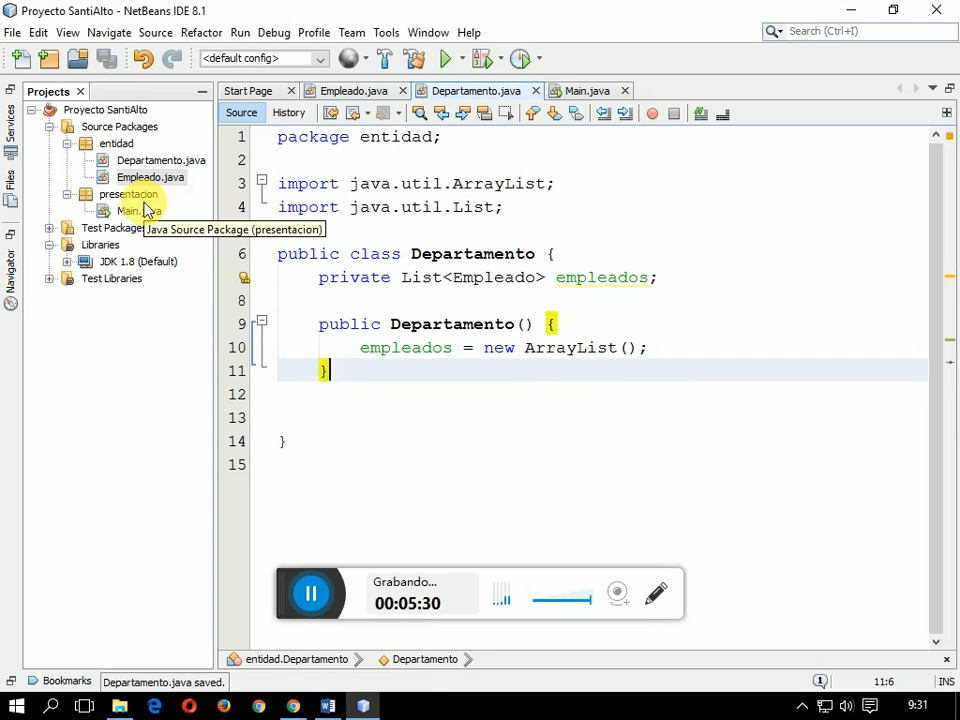 Proyecto SantiAlto - NetBeans IDE 8.1
File Edit View Navigate Source Refactor Run Debug Profile Team Tools Window Help
Search (Ctrl+I)
<default config>
Projects
Start Page
Empleado.java
Departamento.java
Main.java
Source
History
Services
Files
Navigator
Proyecto SantiAlto
Source Packages
entidad
Departamento.java
Empleado.java
presentacion
Java Source Package (presentacion)
Libraries
JDK 1.8 (Default)
Test Libraries
1 package entidad;
2
3 import java.util.ArrayList;
4 import java.util.List;
6 public class Departamento {
private List<Empleado> empleados;
8
9 public Departamento() {
10 empleados = new ArrayList();
11 }
12
13
14 }
15
Grabando...
00:05:30
entidad.Departamento
Departamento
Bookmarks
Departamento.java saved.
1
11:6
INS
9:31